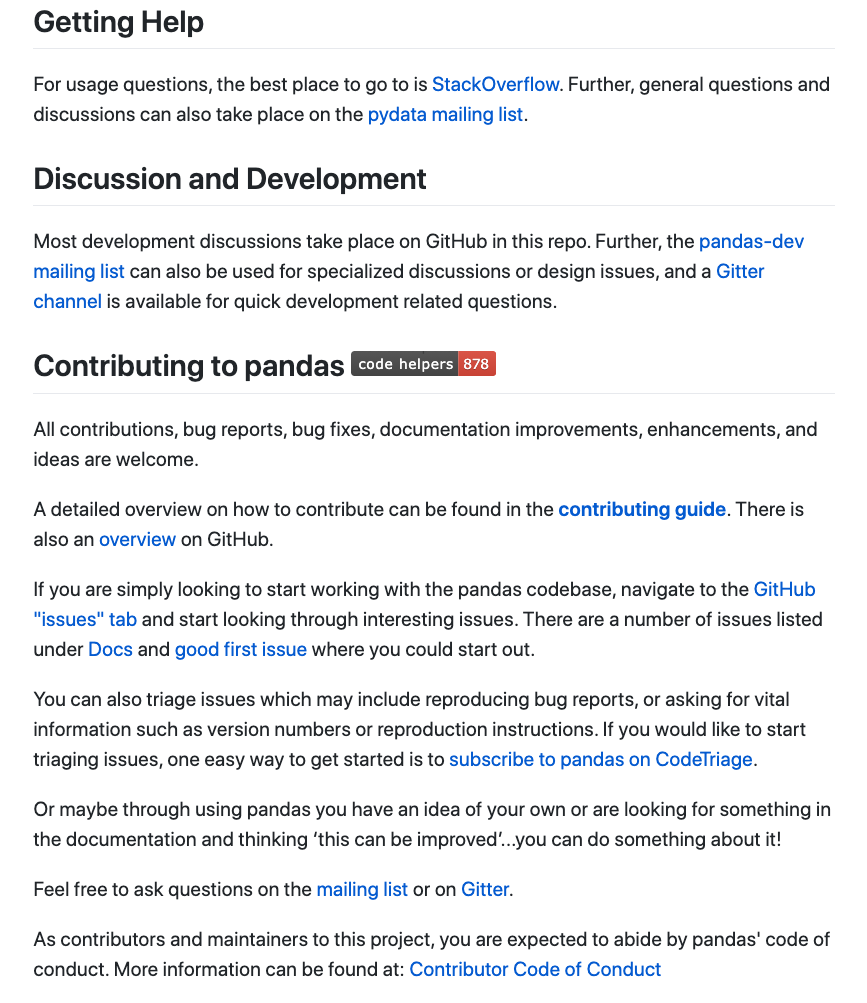 Getting Help
For usage questions, the best place to go to is StackOverflow. Further, general questions and
discussions can also take place on the pydata mailing list.
Discussion and Development
Most development discussions take place on GitHub in this repo. Further, the pandas-dev
mailing list can also be used for specialized discussions or design issues, and a Gitter
channel is available for quick development related questions.
Contributing to pandas code helpers 878
All contributions, bug reports, bug fixes, documentation improvements, enhancements, and
ideas are welcome.
A detailed overview on how to contribute can be found in the contributing guide. There is
also an overview on GitHub.
If you are simply looking to start working with the pandas codebase, navigate to the GitHub
"issues" tab and start looking through interesting issues. There are a number of issues listed
under Docs and good first issue where you could start out.
You can also triage issues which may include reproducing bug reports, or asking for vital
information such as version numbers or reproduction instructions. If you would like to start
triaging issues, one easy way to get started is to subscribe to pandas on CodeTriage.
Or maybe through using pandas you have an idea of your own or are looking for something in
the documentation and thinking ‘this can be improved’...you can do something about it!
Feel free to ask questions on the mailing list or on Gitter.
As contributors and maintainers to this project, you are expected to abide by pandas' code of
conduct. More information can be found at: Contributor Code of Conduct